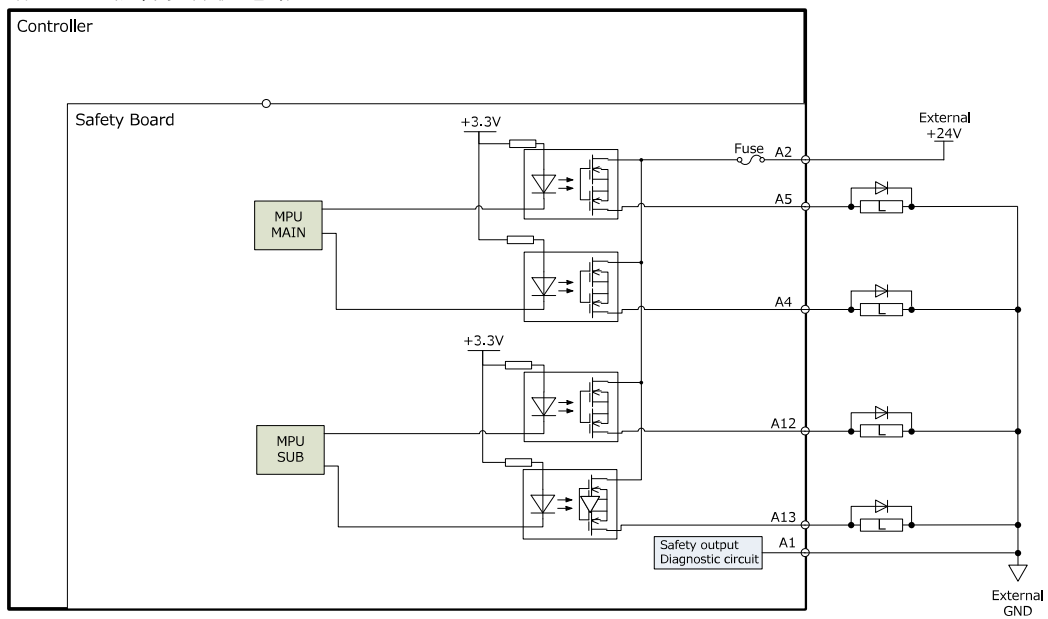 Controller
Safety Board
+3.3V
External
+24V
Fuse
A2
A5
L
MPU
MAIN
A4
L
+3.3V
A12
L
MPU
SUB
A13
L
Safety output
Diagnostic circuit
A1
External
GND